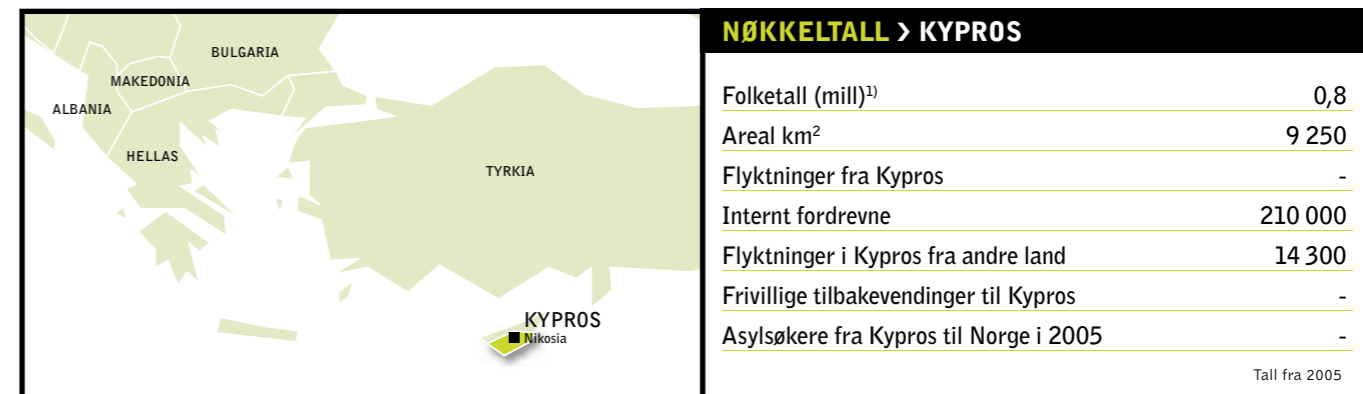 BULGARIA
MAKEDONIA
ALBANIA
HELLAS
TYRKIA
KYPROS
Nikosia
NØKKELTALL > KYPROS
Folketall (mill)1) 0,8
Areal km² 9 250
Flyktninger fra Kypros -
Internt fordrevne 210 000
Flyktninger i Kypros fra andre land 14 300
Frivillige tilbakevendinger til Kypros -
Asylsøkere fra Kypros til Norge i 2005 -
Tall fra 2005